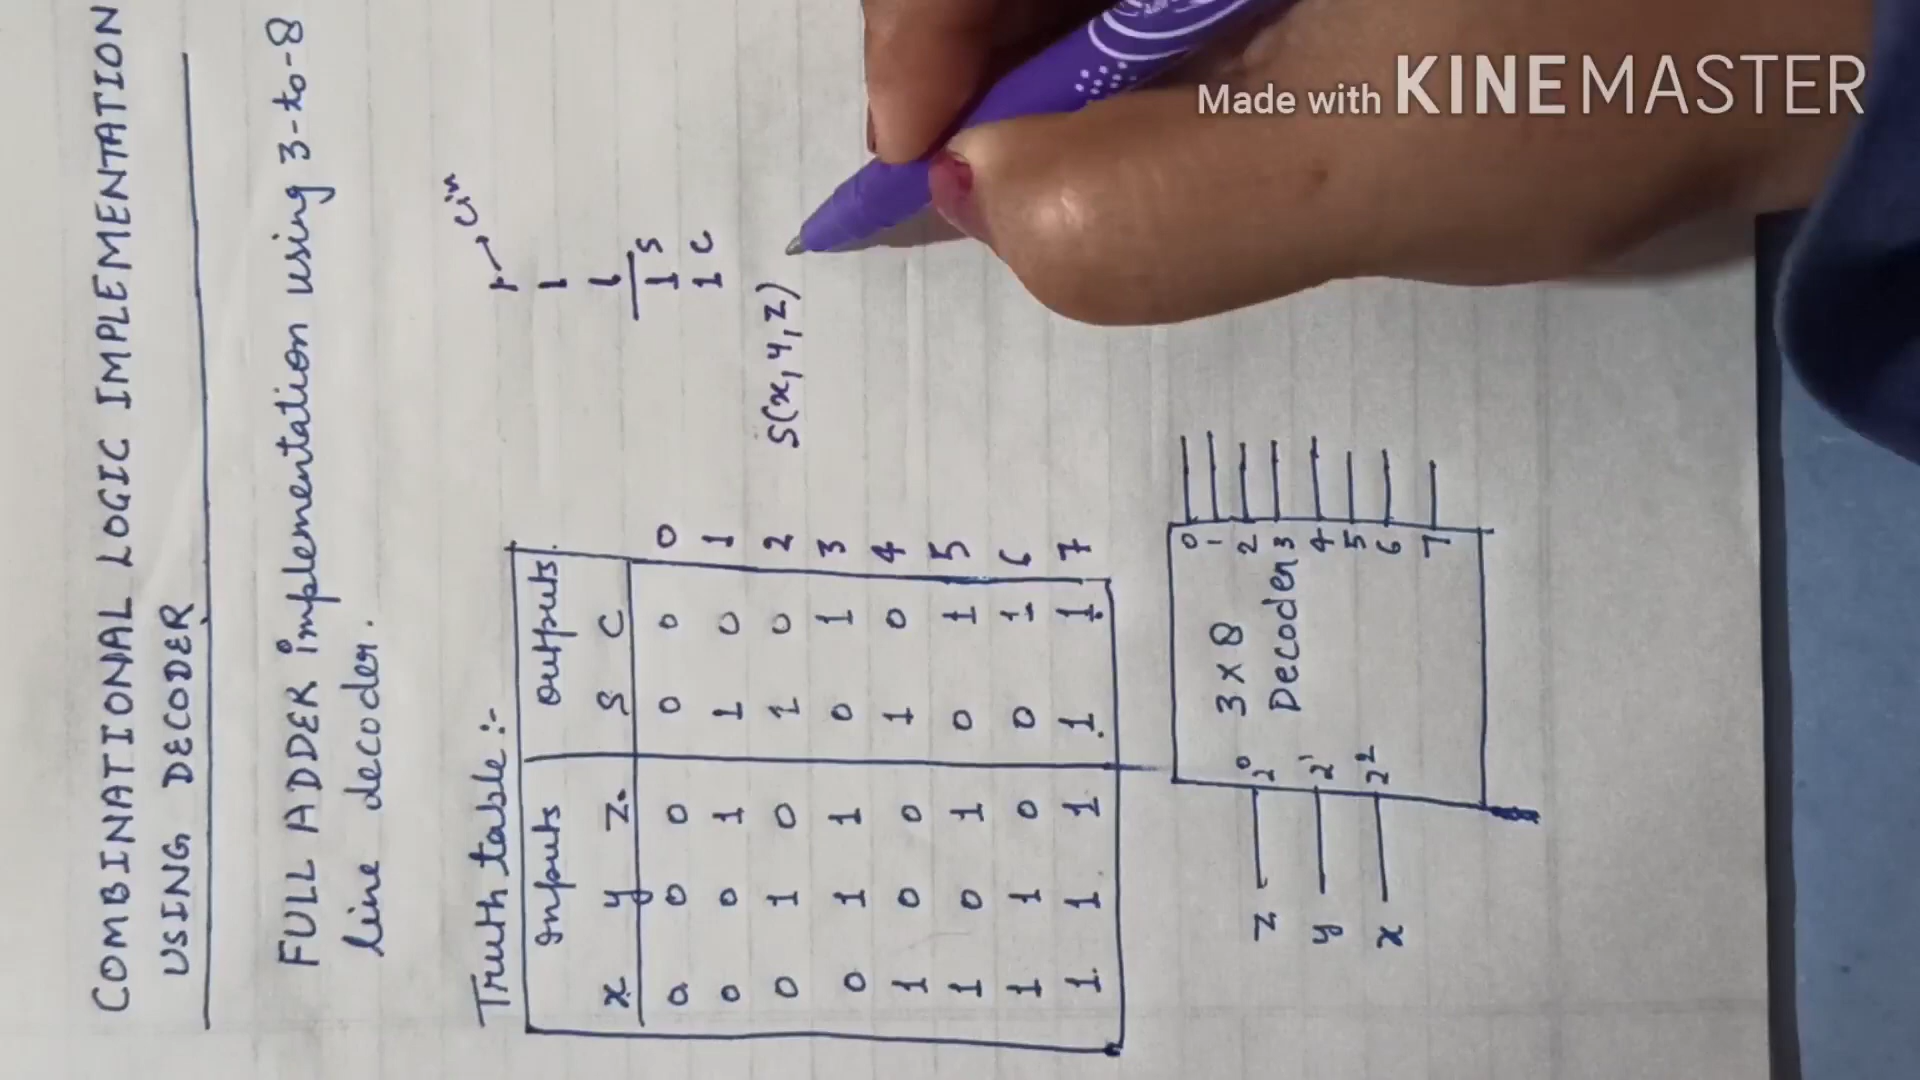 COMBINATIONAL LOGIC IMPLEMENTATION
USING DECODER
FULL ADDER implementation using 3-to-8
line decoder.
Truth table :-
Inputs Outputs
x y z S C
0 0 0 0 0 0
0 0 1 1 0 1
0 1 0 1 0 2
0 1 1 0 1 3
1 0 0 1 0 4
1 0 1 0 1 5
1 1 0 0 1 6
1 1 1 1 1 7
1 → Cin
1
1
1 S
1 C
S(x,y,z)
3 x 8
Decoder
z 2⁰
y 2¹
x 2²
0
1
2
3
4
5
6
7
Made with KINEMASTER